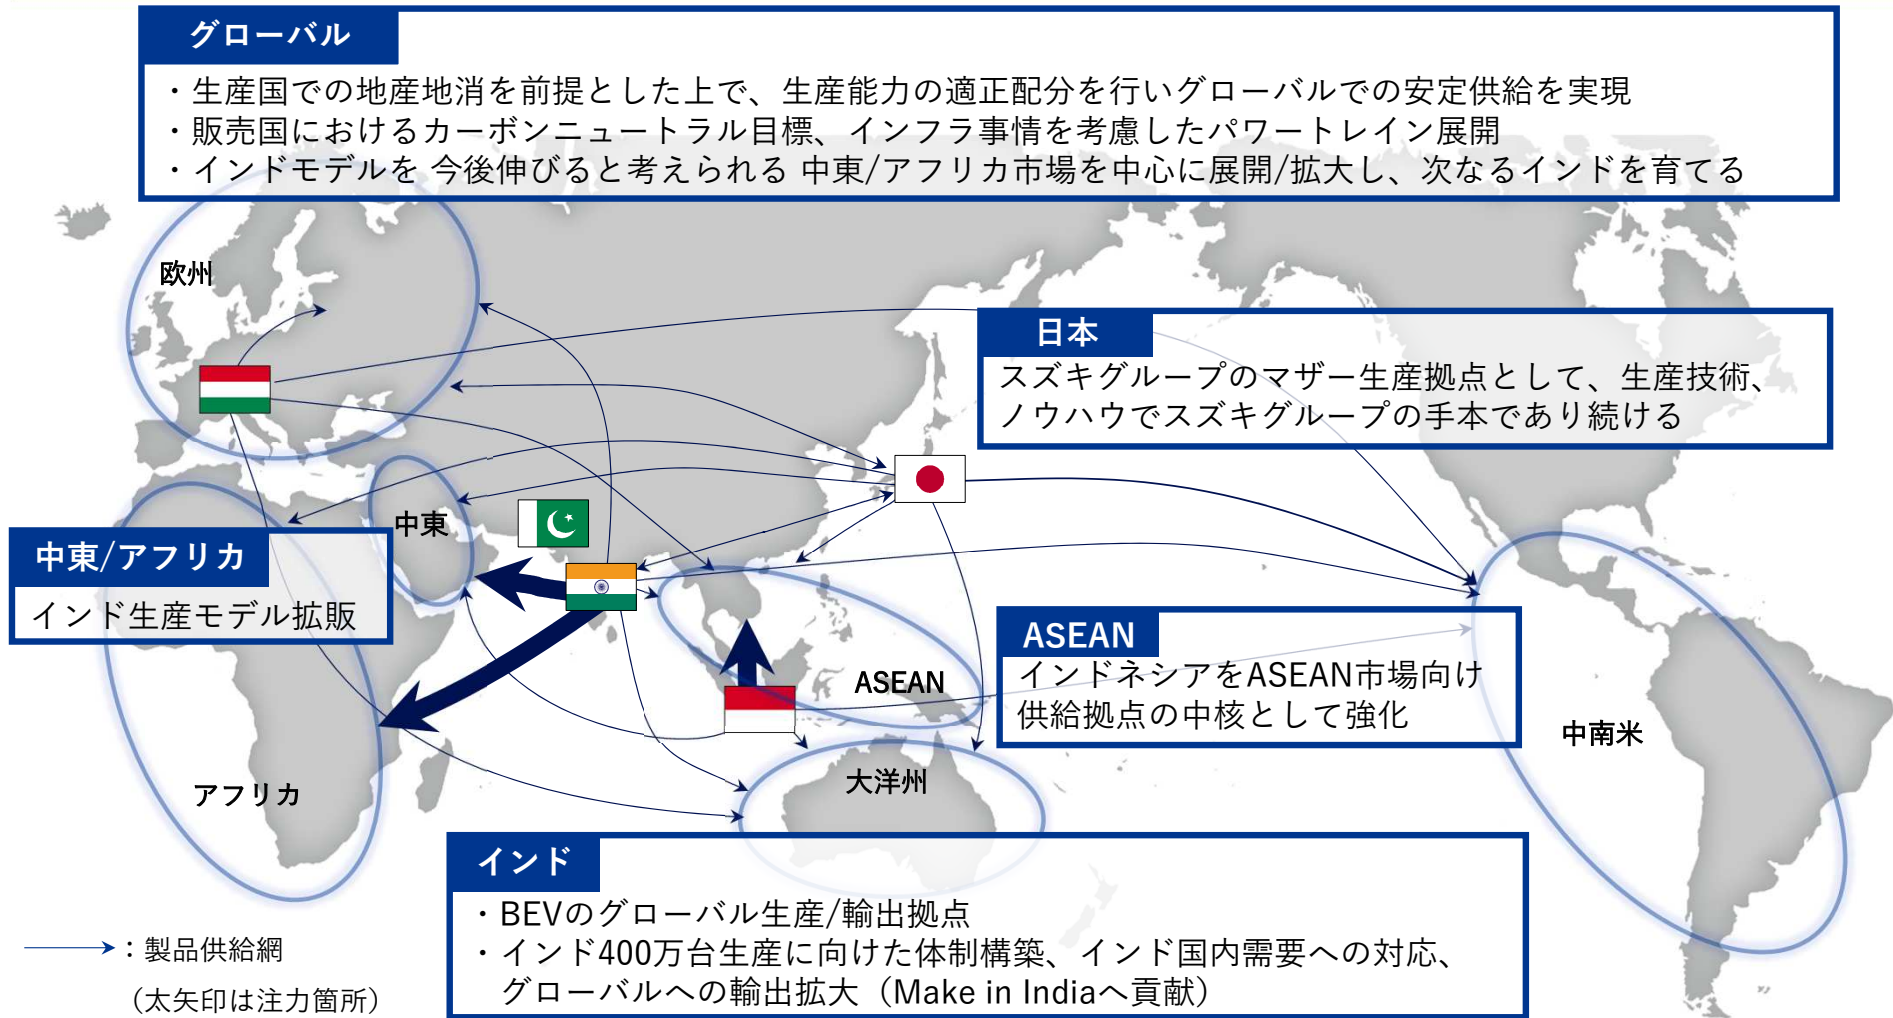 グローバル
・生産国での地産地消を前提とした上で、生産能力の適正配分を行いグローバルでの安定供給を実現
・販売国におけるカーボンニュートラル目標、インフラ事情を考慮したパワートレイン展開
・インドモデルを 今後伸びると考えられる 中東/アフリカ市場を中心に展開/拡大し、次なるインドを育てる
欧州
日本
スズキグループのマザー生産拠点として、生産技術、
ノウハウでスズキグループの手本であり続ける
中東
中東/アフリカ
インド生産モデル拡販
ASEAN
インドネシアをASEAN市場向け
供給拠点の中核として強化
ASEAN
中南米
大洋州
アフリカ
インド
・BEVのグローバル生産/輸出拠点
・インド400万台生産に向けた体制構築、インド国内需要への対応、
グローバルへの輸出拡大（Make in Indiaへ貢献）
：製品供給網
（太矢印は注力箇所）